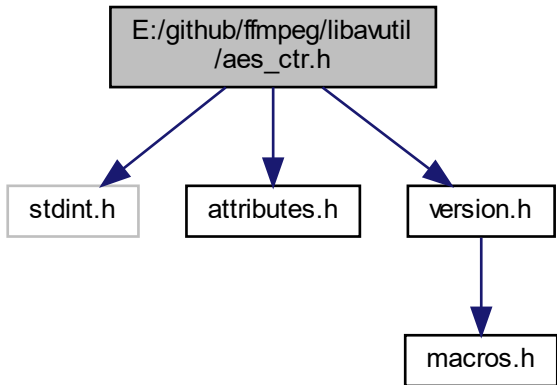 E:/github/ffmpeg/libavutil
/aes_ctr.h
stdint.h
attributes.h
version.h
macros.h